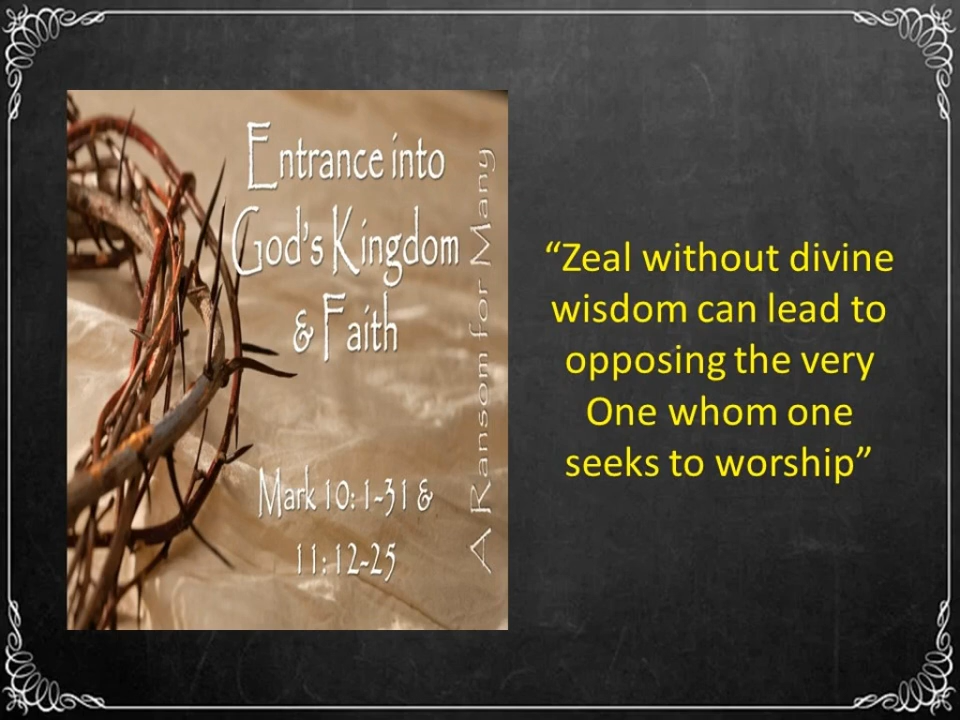 Entrance into
God's Kingdom
& Faith
Mark 10: 1-31 &
11: 12-25
A Ransom for Many
“Zeal without divine
wisdom can lead to
opposing the very
One whom one
seeks to worship”